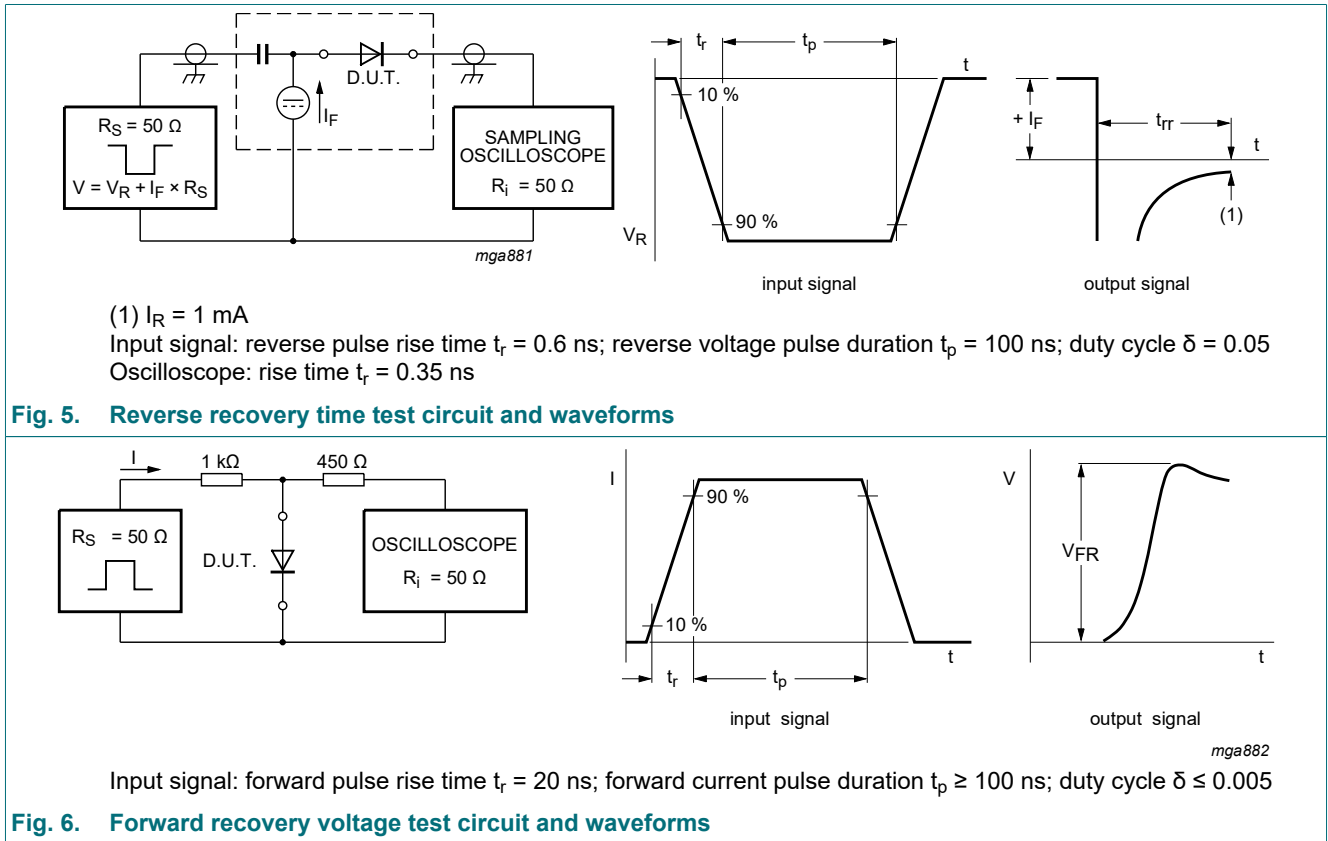 D.U.T.
I_F
R_S = 50 Ω
V = V_R + I_F × R_S
SAMPLING
OSCILLOSCOPE
R_i = 50 Ω
mga881
t_r
t_p
t
10 %
90 %
V_R
input signal
+ I_F
t_rr
t
(1)
output signal
(1) I_R = 1 mA
Input signal: reverse pulse rise time t_r = 0.6 ns; reverse voltage pulse duration t_p = 100 ns; duty cycle δ = 0.05
Oscilloscope: rise time t_r = 0.35 ns
Fig. 5. Reverse recovery time test circuit and waveforms
I
1 kΩ
450 Ω
R_S = 50 Ω
D.U.T.
OSCILLOSCOPE
R_i = 50 Ω
I
90 %
10 %
t
t_r
t_p
input signal
V
V_FR
t
output signal
mga882
Input signal: forward pulse rise time t_r = 20 ns; forward current pulse duration t_p ≥ 100 ns; duty cycle δ ≤ 0.005
Fig. 6. Forward recovery voltage test circuit and waveforms